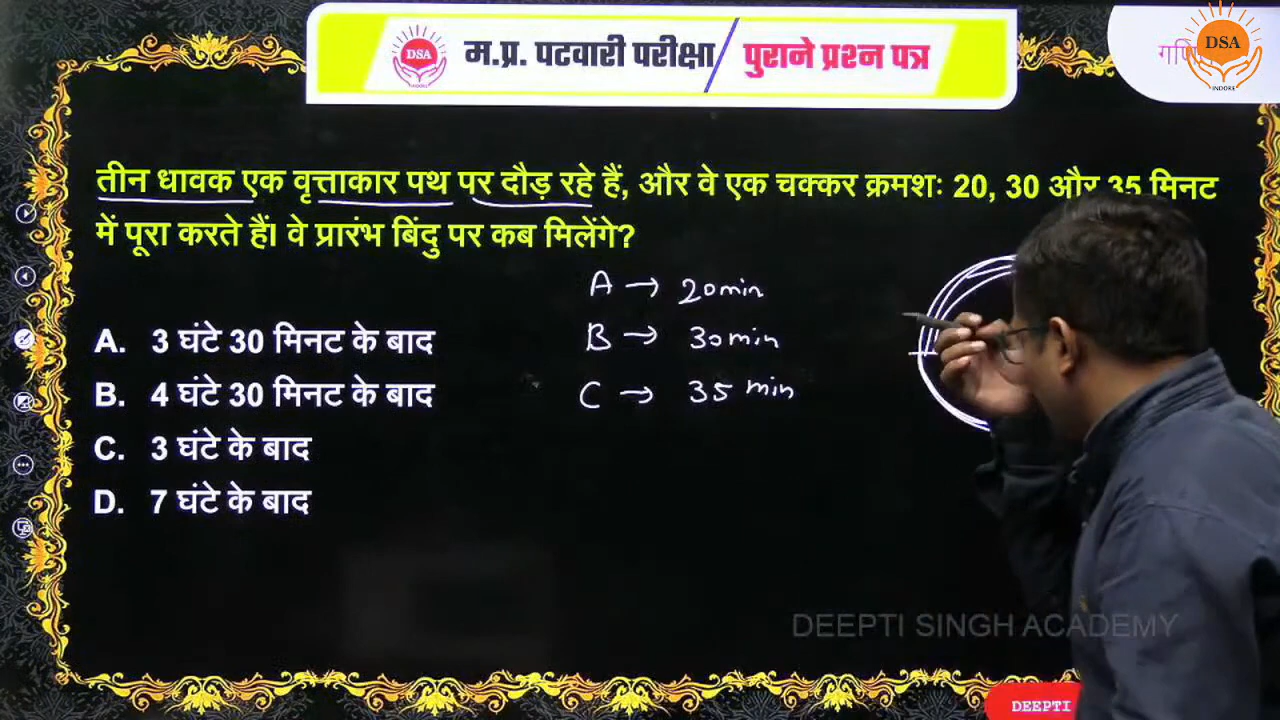 DSA
INDORE
म.प्र. पटवारी परीक्षा / पुराने प्रश्न पत्र
DSA
INDORE
तीन धावक एक वृत्ताकार पथ पर दौड़ रहे हैं, और वे एक चक्कर क्रमशः 20, 30 और 35 मिनट
में पूरा करते हैं। वे प्रारंभ बिंदु पर कब मिलेंगे?
A → 20min
B → 30min
C → 35 min
A. 3 घंटे 30 मिनट के बाद
B. 4 घंटे 30 मिनट के बाद
C. 3 घंटे के बाद
D. 7 घंटे के बाद
DEEPTI SINGH ACADEMY
DEEPTI